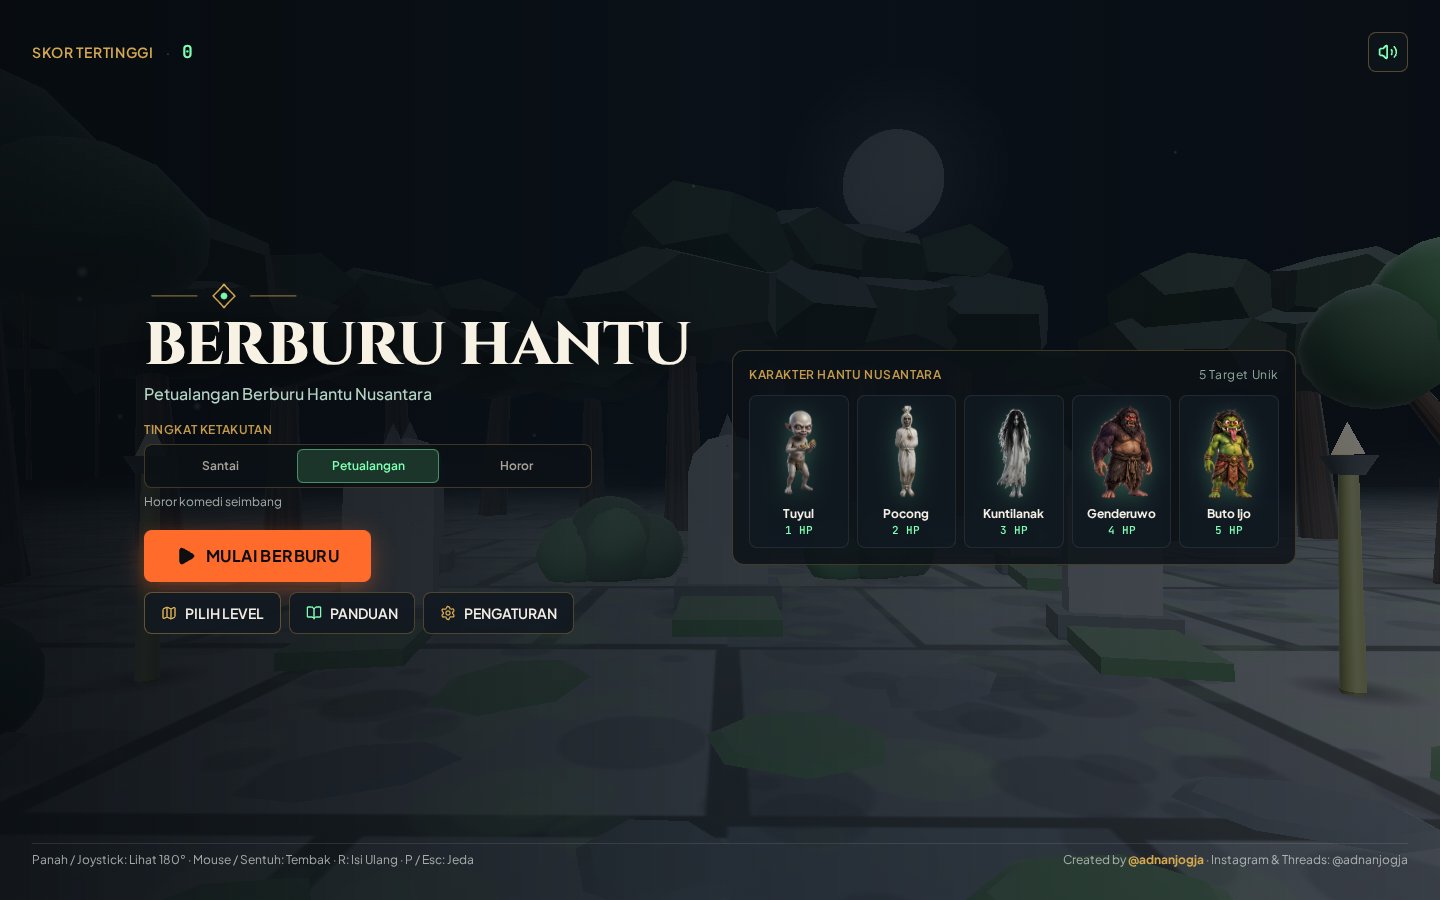 SKOR TERTINGGI · 0
BERBURU HANTU
Petualangan Berburu Hantu Nusantara
TINGKAT KETAKUTAN
Santai Petualangan Horor
Horor komedi seimbang
MULAI BERBURU
PILIH LEVEL PANDUAN PENGATURAN
KARAKTER HANTU NUSANTARA 5 Target Unik
Tuyul Pocong Kuntilanak Genderuwo Buto Ijo
1 HP 2 HP 3 HP 4 HP 5 HP
Panah / Joystick: Lihat 180° · Mouse / Sentuh: Tembak · R: Isi Ulang · P / Esc: Jeda
Created by @adnanjogja · Instagram & Threads: @adnanjogja